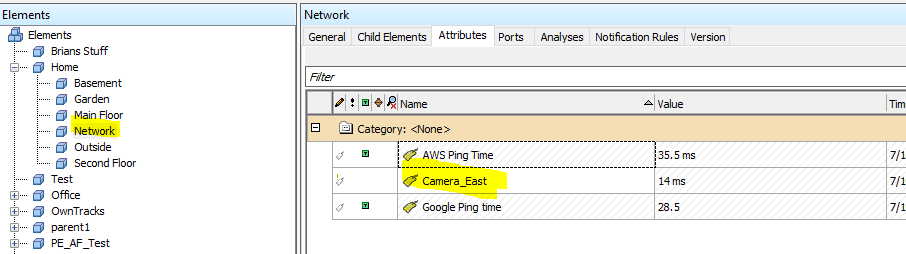 Elements
Elements
Brians Stuff
Home
Basement
Garden
Main Floor
Network
Outside
Second Floor
Test
Office
OwnTracks
parent1
PE_AF_Test
Network
General Child Elements Attributes Ports Analyses Notification Rules Version
Filter
Name Value Tim
Category: <None>
AWS Ping Time 35.5 ms 7/1
Camera_East 14 ms 7/1
Google Ping time 28.5 7/1